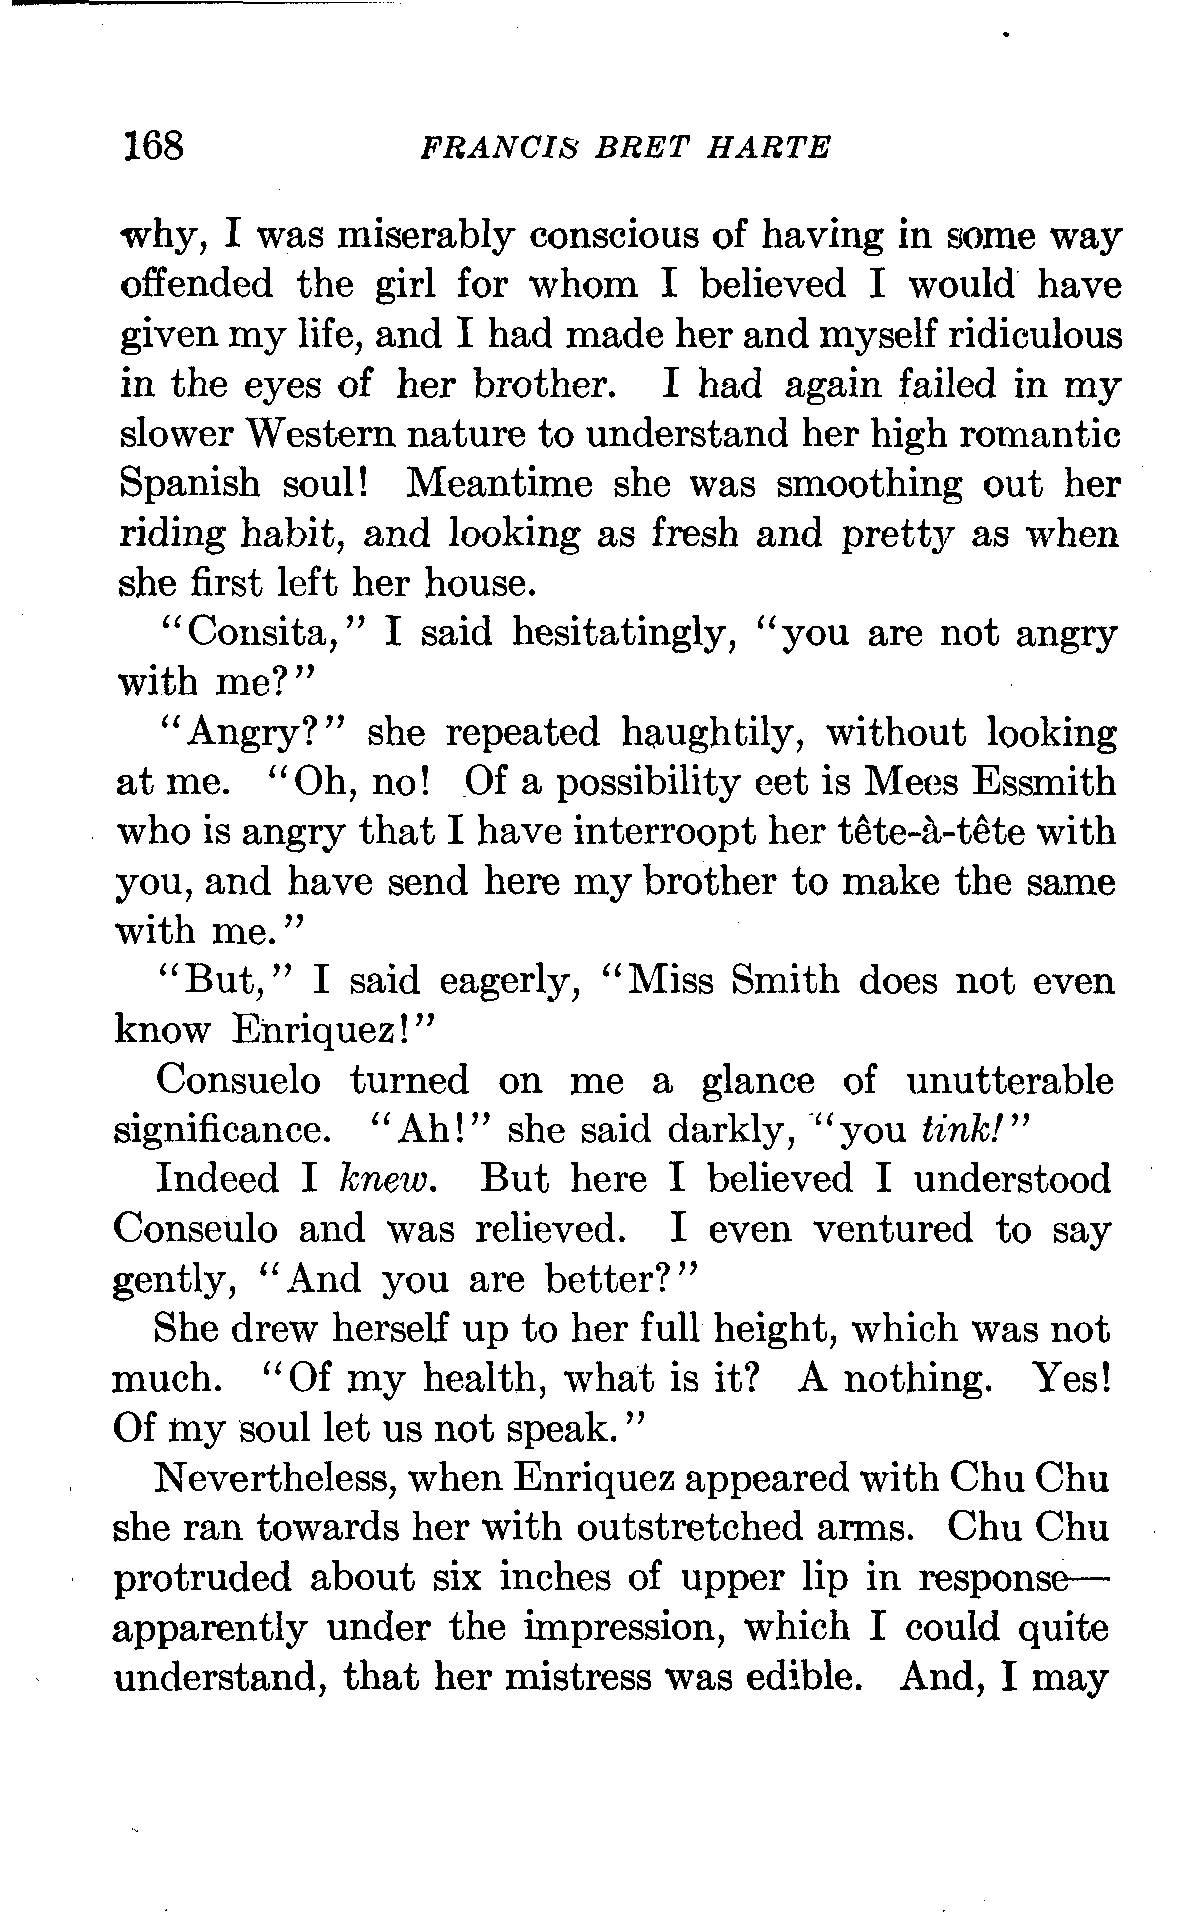 168 FRANCIS BRET HARTE
why, I was miserably conscious of having in some way
offended the girl for whom I believed I would have
given my life, and I had made her and myself ridiculous
in the eyes of her brother. I had again failed in my
slower Western nature to understand her high romantic
Spanish soul! Meantime she was smoothing out her
riding habit, and looking as fresh and pretty as when
she first left her house.
“Consita,” I said hesitatingly, “you are not angry
with me?”
“Angry?” she repeated haughtily, without looking
at me. “Oh, no! Of a possibility eet is Mees Essmith
who is angry that I have interroopt her tête-à-tête with
you, and have send here my brother to make the same
with me.”
“But,” I said eagerly, “Miss Smith does not even
know Enriquez!”
Consuelo turned on me a glance of unutterable
significance. “Ah!” she said darkly, “you tink!”
Indeed I knew. But here I believed I understood
Conseulo and was relieved. I even ventured to say
gently, “And you are better?”
She drew herself up to her full height, which was not
much. “Of my health, what is it? A nothing. Yes!
Of my soul let us not speak.”
Nevertheless, when Enriquez appeared with Chu Chu
she ran towards her with outstretched arms. Chu Chu
protruded about six inches of upper lip in response—
apparently under the impression, which I could quite
understand, that her mistress was edible. And, I may